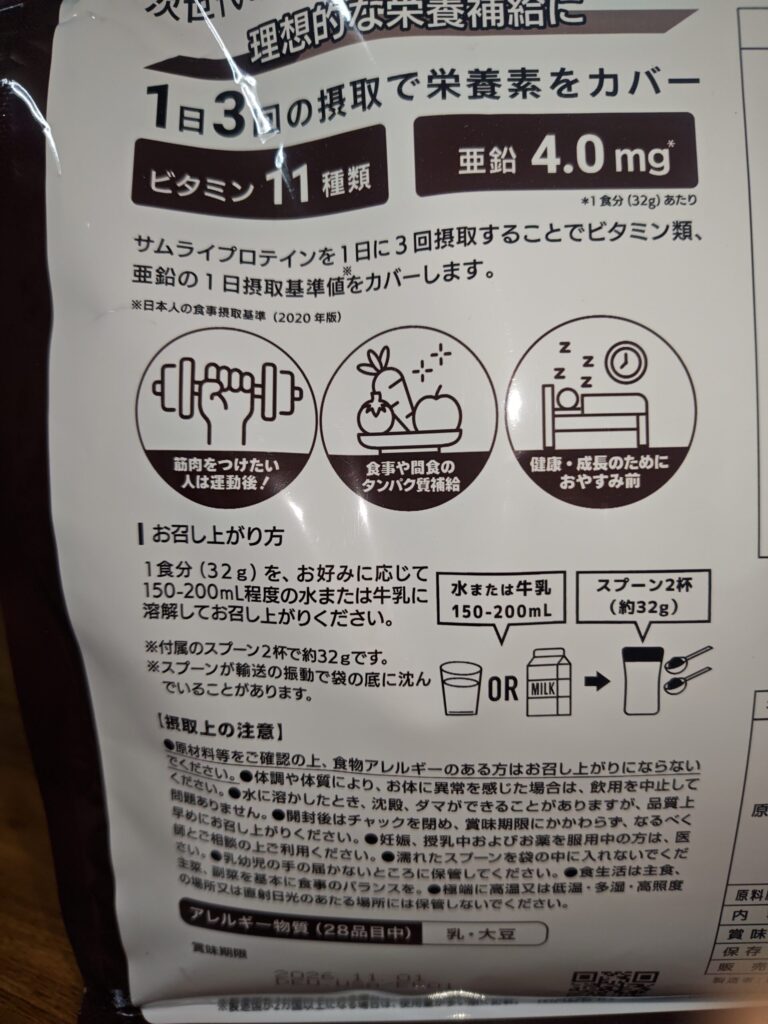 次世代
理想的な栄養補給に
1日3回の摂取で栄養素をカバー
ビタミン 11種類
亜鉛 4.0mg*
*1食分(32g)あたり
サムライプロテインを1日に3回摂取することでビタミン類、
亜鉛の1日摂取基準値※をカバーします。
※日本人の食事摂取基準（2020年版）
筋肉をつけたい
人は運動後！
食事や間食の
タンパク質補給
z z z z
健康・成長のために
おやすみ前
お召し上がり方
1食分（32g）を、お好みに応じて
150-200mL程度の水または牛乳に
溶解してお召し上がりください。
※付属のスプーン2杯で約32gです。
※スプーンが輸送の振動で袋の底に沈ん
でいることがあります。
水または牛乳
150-200mL
スプーン2杯
（約32g）
OR
MILK
【摂取上の注意】
●原材料等をご確認の上、食物アレルギーのある方はお召し上がりにならない
でください。●体調や体質により、お体に異常を感じた場合は、飲用を中止して
ください。●水に溶かしたとき、沈殿、ダマができることがありますが、品質上
問題ありません。●開封後はチャックを閉め、賞味期限にかかわらず、なるべく
早めにお召し上がりください。●妊娠、授乳中およびお薬を服用中の方は、医
師とご相談の上ご利用ください。●濡れたスプーンを袋の中に入れないでくだ
さい。●乳幼児の手の届かないところに保管してください。●食生活は主食、
主菜、副菜を基本に食事のバランスを。●極端に高温又は低温・多湿・高照度
の場所又は直射日光のあたる場所には保管しないでください。
アレルギー物質（28品目中） 乳・大豆
賞味期限
2026.11.01
原
原料
内
賞味
保存
販売
製造者：